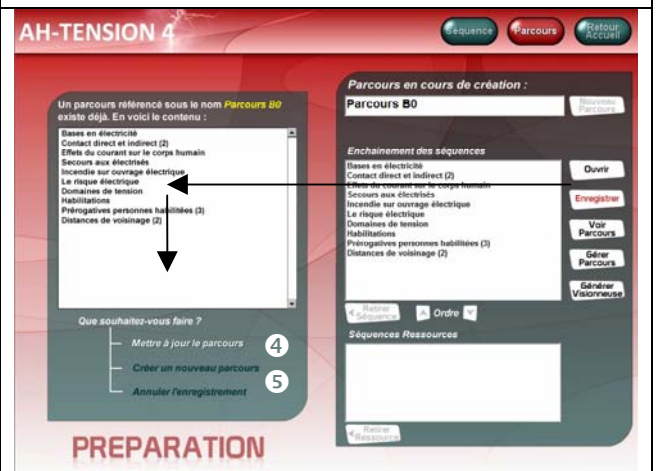 AH-TENSION 4
Séquence
Parcours
Retour
Accueil
Un parcours référencé sous le nom Parcours B0
existe déjà. En voici le contenu :
Bases en électricité
Contact direct et indirect (2)
Effets du courant sur le corps humain
Secours aux électrisés
Incendie sur ouvrage électrique
Le risque électrique
Domaines de tension
Habilitations
Prérogatives personnes habilitées (3)
Distances de voisinage (2)
Que souhaitez-vous faire ?
Mettre à jour le parcours
4
Créer un nouveau parcours
5
Annuler l'enregistrement
PREPARATION
Parcours en cours de création :
Parcours B0
Nouveau
Parcours
Enchainement des séquences
Bases en électricité
Contact direct et indirect (2)
Effets du courant sur le corps humain
Secours aux électrisés
Incendie sur ouvrage électrique
Le risque électrique
Domaines de tension
Habilitations
Prérogatives personnes habilitées (3)
Distances de voisinage (2)
Ouvrir
Enregistrer
Voir
Parcours
Gérer
Parcours
Générer
Visionneuse
Retirer
Séquence
Ordre
Séquences Ressources
Retirer
Ressource